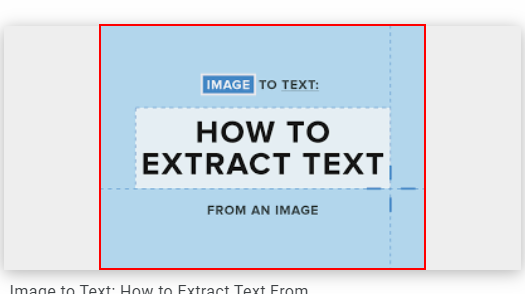 IMAGE TO TEXT:
HOW TO
EXTRACT TEXT
FROM AN IMAGE
Image to Text: How to Extract Text From